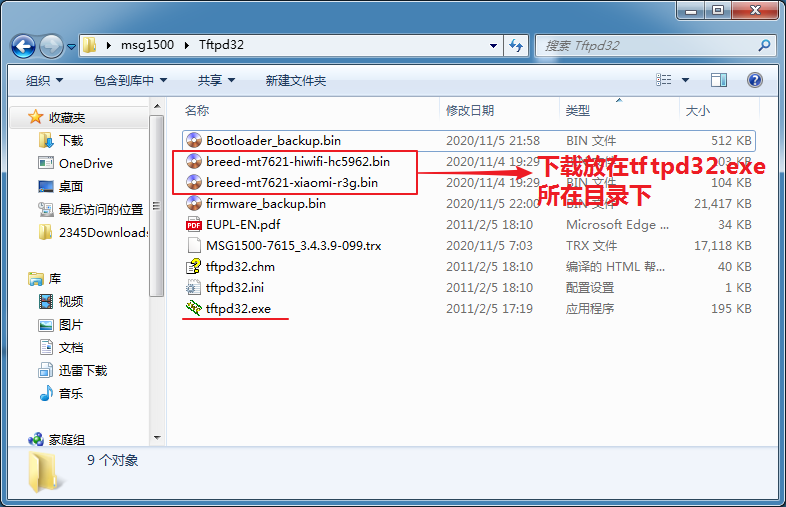 msg1500 Tftpd32
搜索 Tftpd32
组织 包含到库中 共享 新建文件夹
收藏夹
下载
OneDrive
桌面
最近访问的位置
2345Downloads
库
视频
图片
文档
迅雷下载
音乐
家庭组
名称 修改日期 类型 大小
Bootloader_backup.bin 2020/11/5 21:58 BIN 文件 512 KB
breed-mt7621-hiwifi-hc5962.bin 2020/11/4 19:29 03 KB
breed-mt7621-xiaomi-r3g.bin 2020/11/4 19:29 BIN 文件 104 KB
firmware_backup.bin 2020/11/5 22:00 BIN 文件 21,417 KB
EUPL-EN.pdf 2011/2/5 18:10 Microsoft Edge ... 34 KB
MSG1500-7615_3.4.3.9-099.trx 2020/11/5 7:03 TRX 文件 17,118 KB
tftpd32.chm 2011/2/5 18:10 编译的 HTML 帮... 40 KB
tftpd32.ini 2011/2/5 18:10 配置设置 1 KB
tftpd32.exe 2011/2/5 17:19 应用程序 195 KB
下载放在tftpd32.exe
所在目录下
9 个对象